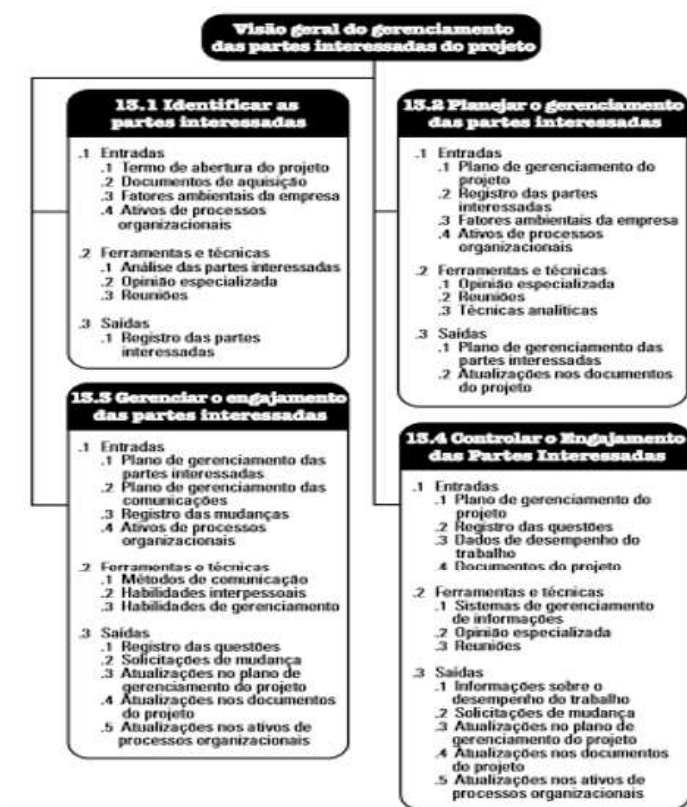 Visão geral do gerenciamento
das partes interessadas do projeto
13.1 Identificar as
partes interessadas
.1 Entradas
.1 Termo de abertura do projeto
.2 Documentos de aquisição
.3 Fatores ambientais da empresa
.4 Ativos de processos
organizacionais
.2 Ferramentas e técnicas
.1 Análise das partes interessadas
.2 Opinião especializada
.3 Reuniões
.3 Saídas
.1 Registro das partes
interessadas
13.2 Planejar o gerenciamento
das partes interessadas
.1 Entradas
.1 Plano de gerenciamento do
projeto
.2 Registro das partes
interessadas
.3 Fatores ambientais da empresa
.4 Ativos de processos
organizacionais
.2 Ferramentas e técnicas
.1 Opinião especializada
.2 Reuniões
.3 Técnicas analíticas
.3 Saídas
.1 Plano de gerenciamento das
partes interessadas
.2 Atualizações nos documentos
do projeto
13.3 Gerenciar o engajamento
das partes interessadas
.1 Entradas
.1 Plano de gerenciamento das
partes interessadas
.2 Plano de gerenciamento das
comunicações
.3 Registro das mudanças
.4 Ativos de processos
organizacionais
.2 Ferramentas e técnicas
.1 Métodos de comunicação
.2 Habilidades interpessoais
.3 Habilidades de gerenciamento
.3 Saídas
.1 Registro das questões
.2 Solicitações de mudança
.3 Atualizações no plano de
gerenciamento do projeto
.4 Atualizações nos documentos
do projeto
.5 Atualizações nos ativos de
processos organizacionais
13.4 Controlar o Engajamento
das Partes Interessadas
.1 Entradas
.1 Plano de gerenciamento do
projeto
.2 Registro das questões
.3 Dados de desempenho do
trabalho
.4 Documentos do projeto
.2 Ferramentas e técnicas
.1 Sistemas de gerenciamento
de informações
.2 Opinião especializada
.3 Reuniões
.3 Saídas
.1 Informações sobre o
desempenho do trabalho
.2 Solicitações de mudança
.3 Atualizações no plano de
gerenciamento do projeto
.4 Atualizações nos documentos
do projeto
.5 Atualizações nos ativos de
processos organizacionais